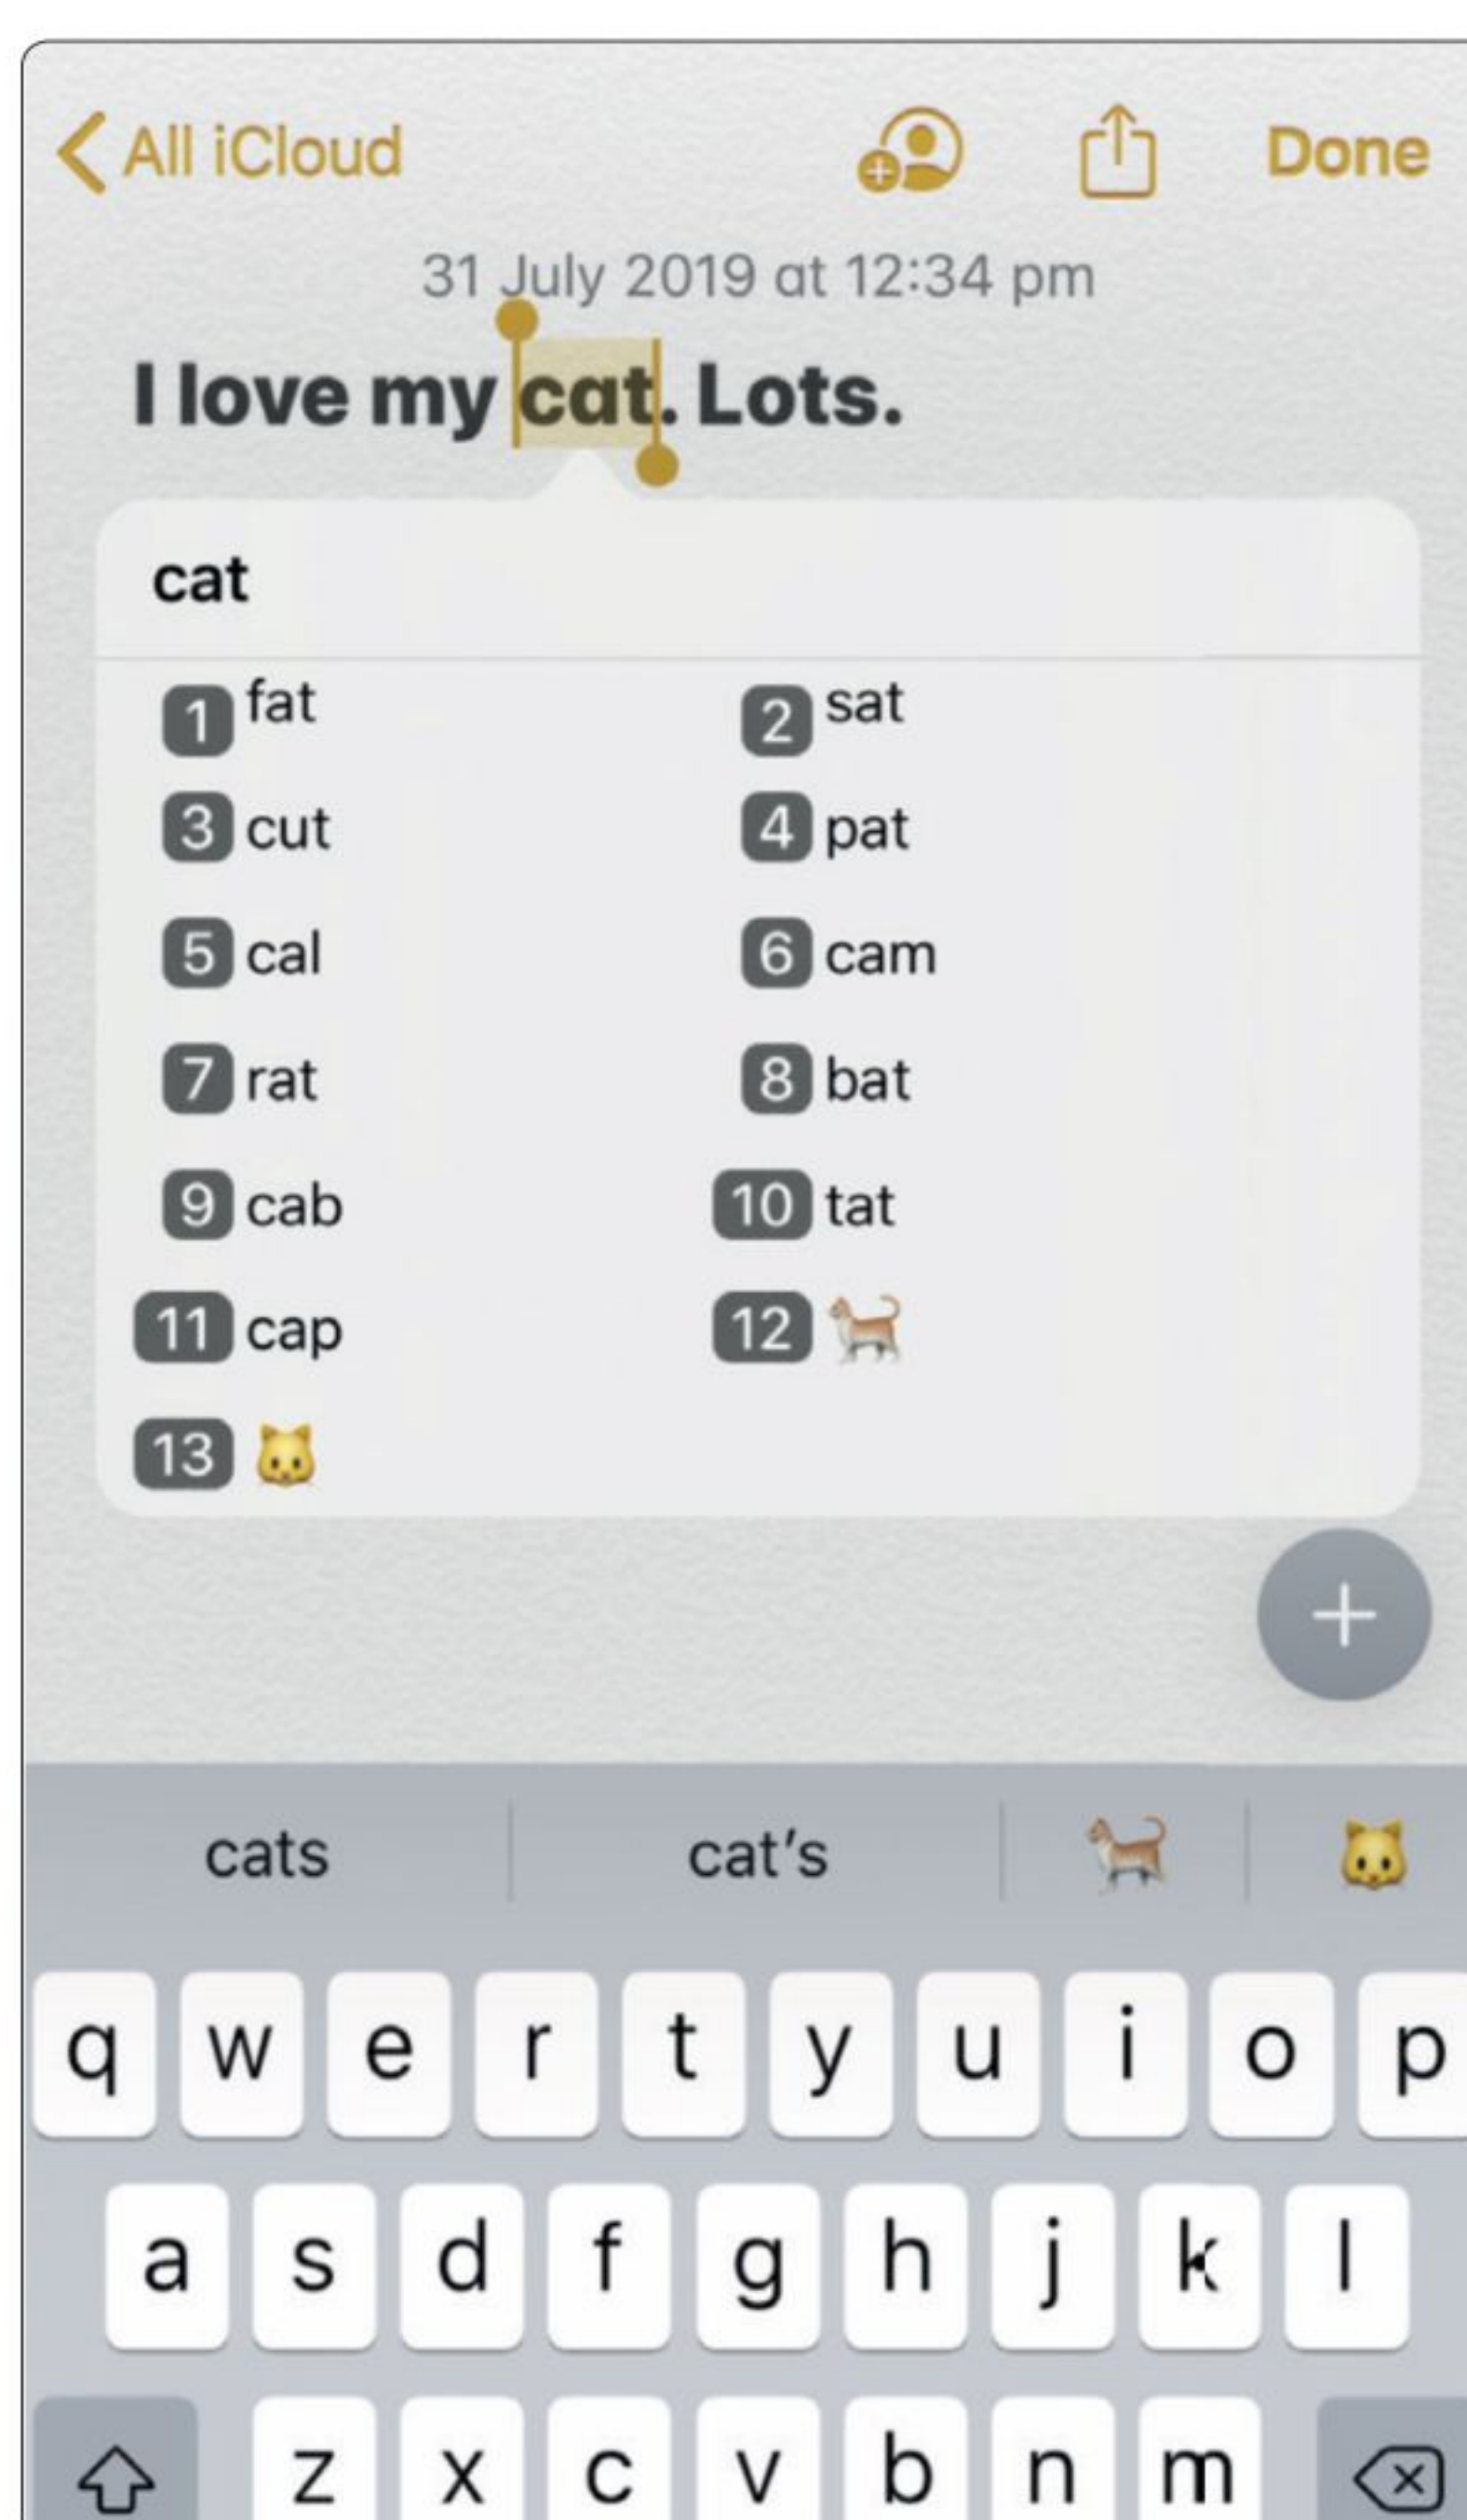 All iCloud Done
31 July 2019 at 12:34 pm
I love my cat. Lots.
cat
1 fat 2 sat
3 cut 4 pat
5 cal 6 cam
7 rat 8 bat
9 cab 10 tat
11 cap 12 🐈
13 🐱
cats cat’s 🐈 🐱
q w e r t y u i o p
a s d f g h j k l
z x c v b n m